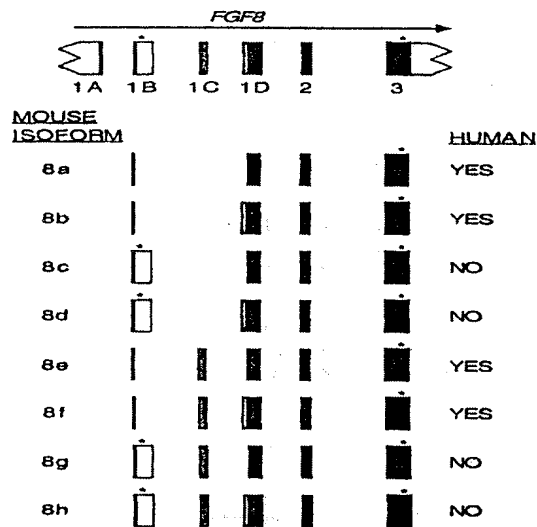 FGF8
* *
1A 1B 1C 1D 2 3
MOUSE
ISOFORM HUMAN
*
8a YES
*
8b YES
* *
8c NO
* *
8d NO
*
8e YES
*
8f YES
* *
8g NO
* *
8h NO